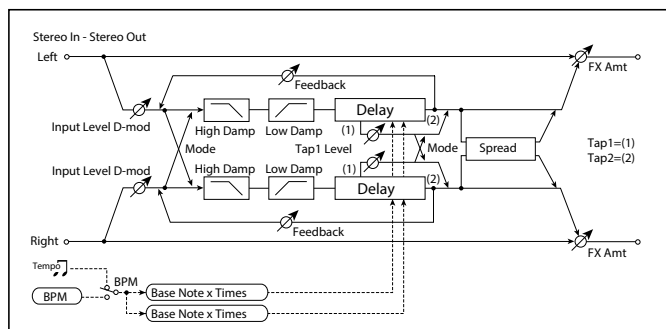 Stereo In - Stereo Out
Left
FX Amt
Feedback
Delay
(2)
Input Level D-mod
High Damp
Low Damp
(1)
Tap1 Level
Mode
Mode
Spread
Tap1=(1)
Tap2=(2)
Input Level D-mod
High Damp
Low Damp
(1)
Delay
(2)
Feedback
Right
FX Amt
Tempo
BPM
BPM
Base Note x Times
Base Note x Times